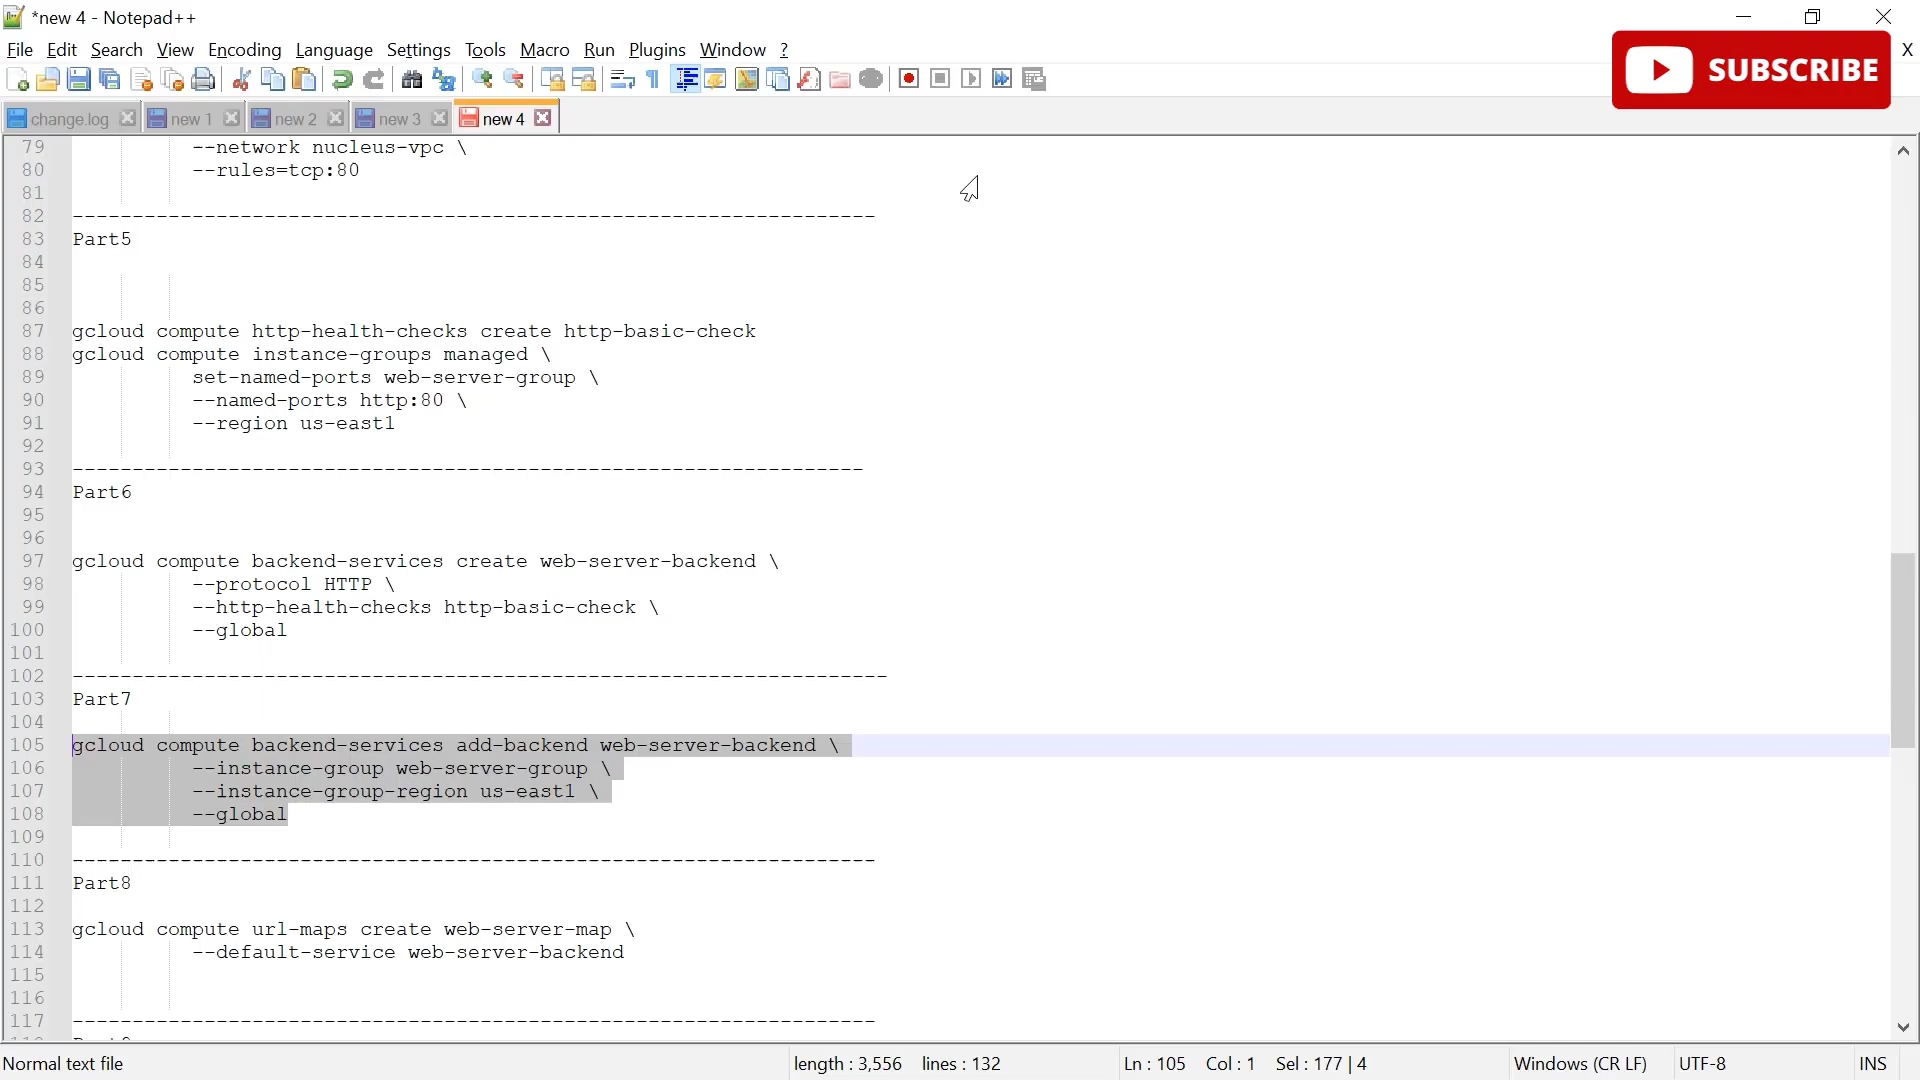 *new 4 - Notepad++
File Edit Search View Encoding Language Settings Tools Macro Run Plugins Window ?
X
SUBSCRIBE
change.log new 1 new 2 new 3 new 4
79 --network nucleus-vpc \
80 --rules=tcp:80
81
82 -------------------------------------------------------------------
83 Part5
84
85
86
87 gcloud compute http-health-checks create http-basic-check
88 gcloud compute instance-groups managed \
89 set-named-ports web-server-group \
90 --named-ports http:80 \
91 --region us-east1
92
93 ------------------------------------------------------------------
94 Part6
95
96
97 gcloud compute backend-services create web-server-backend \
98 --protocol HTTP \
99 --http-health-checks http-basic-check \
100 --global
101
102 --------------------------------------------------------------------
103 Part7
104
105 gcloud compute backend-services add-backend web-server-backend \
106 --instance-group web-server-group \
107 --instance-group-region us-east1 \
108 --global
109
110 -------------------------------------------------------------------
111 Part8
112
113 gcloud compute url-maps create web-server-map \
114 --default-service web-server-backend
115
116
117 -------------------------------------------------------------------
Normal text file length : 3,556 lines : 132 Ln : 105 Col : 1 Sel : 177 | 4 Windows (CR LF) UTF-8 INS